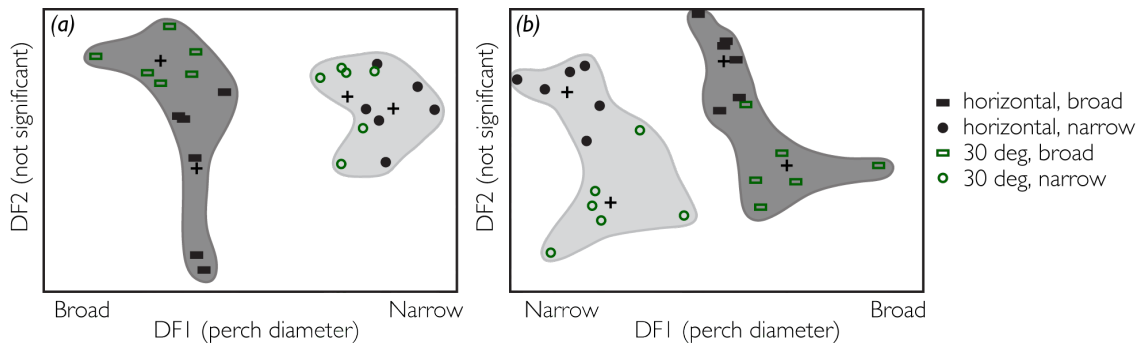 (a)
DF2 (not significant)
Broad
Narrow
DF1 (perch diameter)
(b)
DF2 (not significant)
Narrow
Broad
DF1 (perch diameter)
horizontal, broad
horizontal, narrow
30 deg, broad
30 deg, narrow